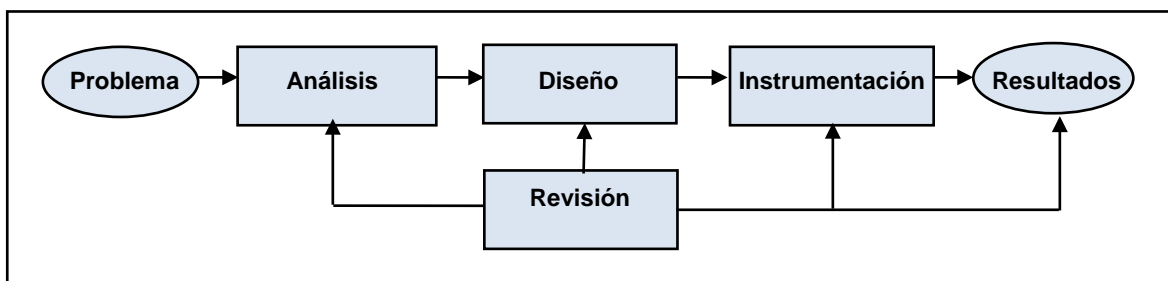 Problema
Análisis
Diseño
Instrumentación
Resultados
Revisión